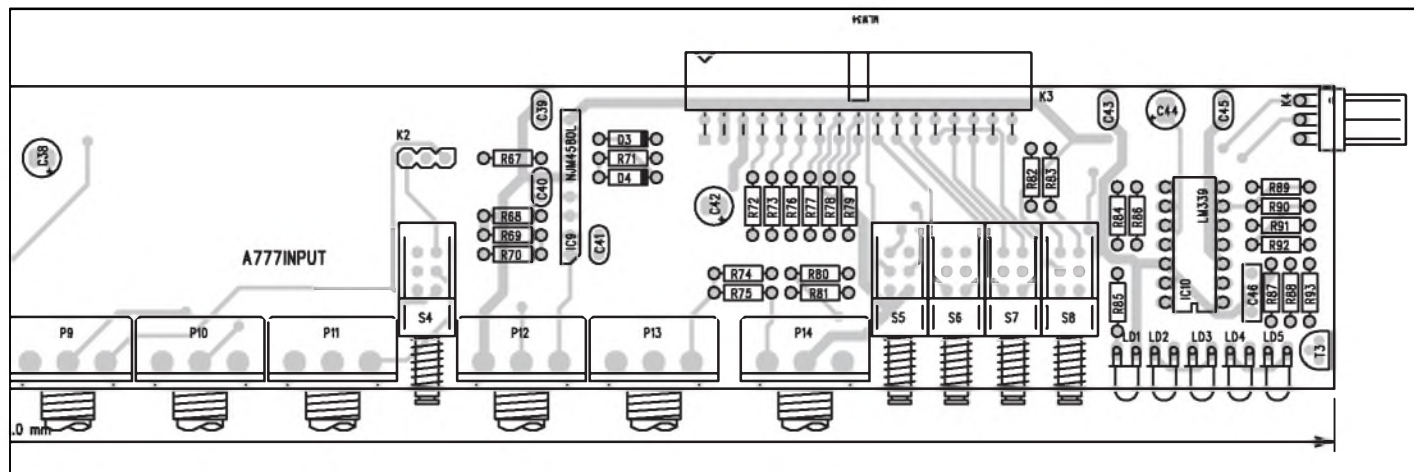 MLW34
K3
C39
NJM4580L
IC9
K2
C38
R67
D3
R71
D4
C40
C42
R68
R69
R70
C41
R72
R73
R76
R77
R78
R79
R74
R75
R80
R81
R82
R83
C43
C44
C45
K4
R84
R86
LM339
IC10
R89
R90
R91
R92
R85
C46
R87
R88
R93
A777INPUT
P9
P10
P11
S4
P12
P13
P14
S5
S6
S7
S8
LD1
LD2
LD3
LD4
LD5
T3
.0 mm